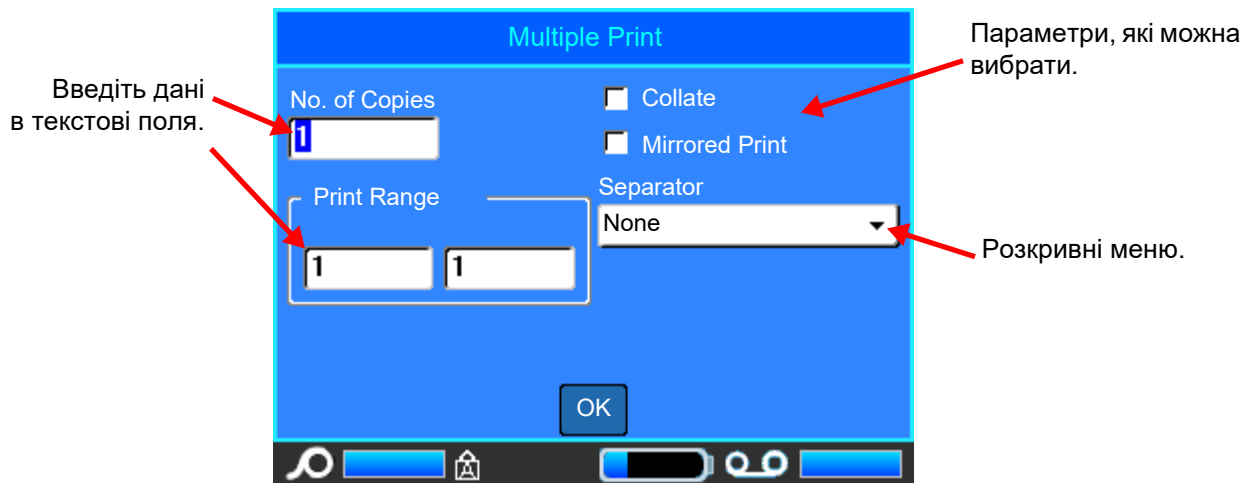 Multiple Print
Параметри, які можна
вибрати.
Введіть дані
в текстові поля.
No. of Copies
1
Collate
Mirrored Print
Print Range
1
1
Separator
None
Розкривні меню.
OK
A